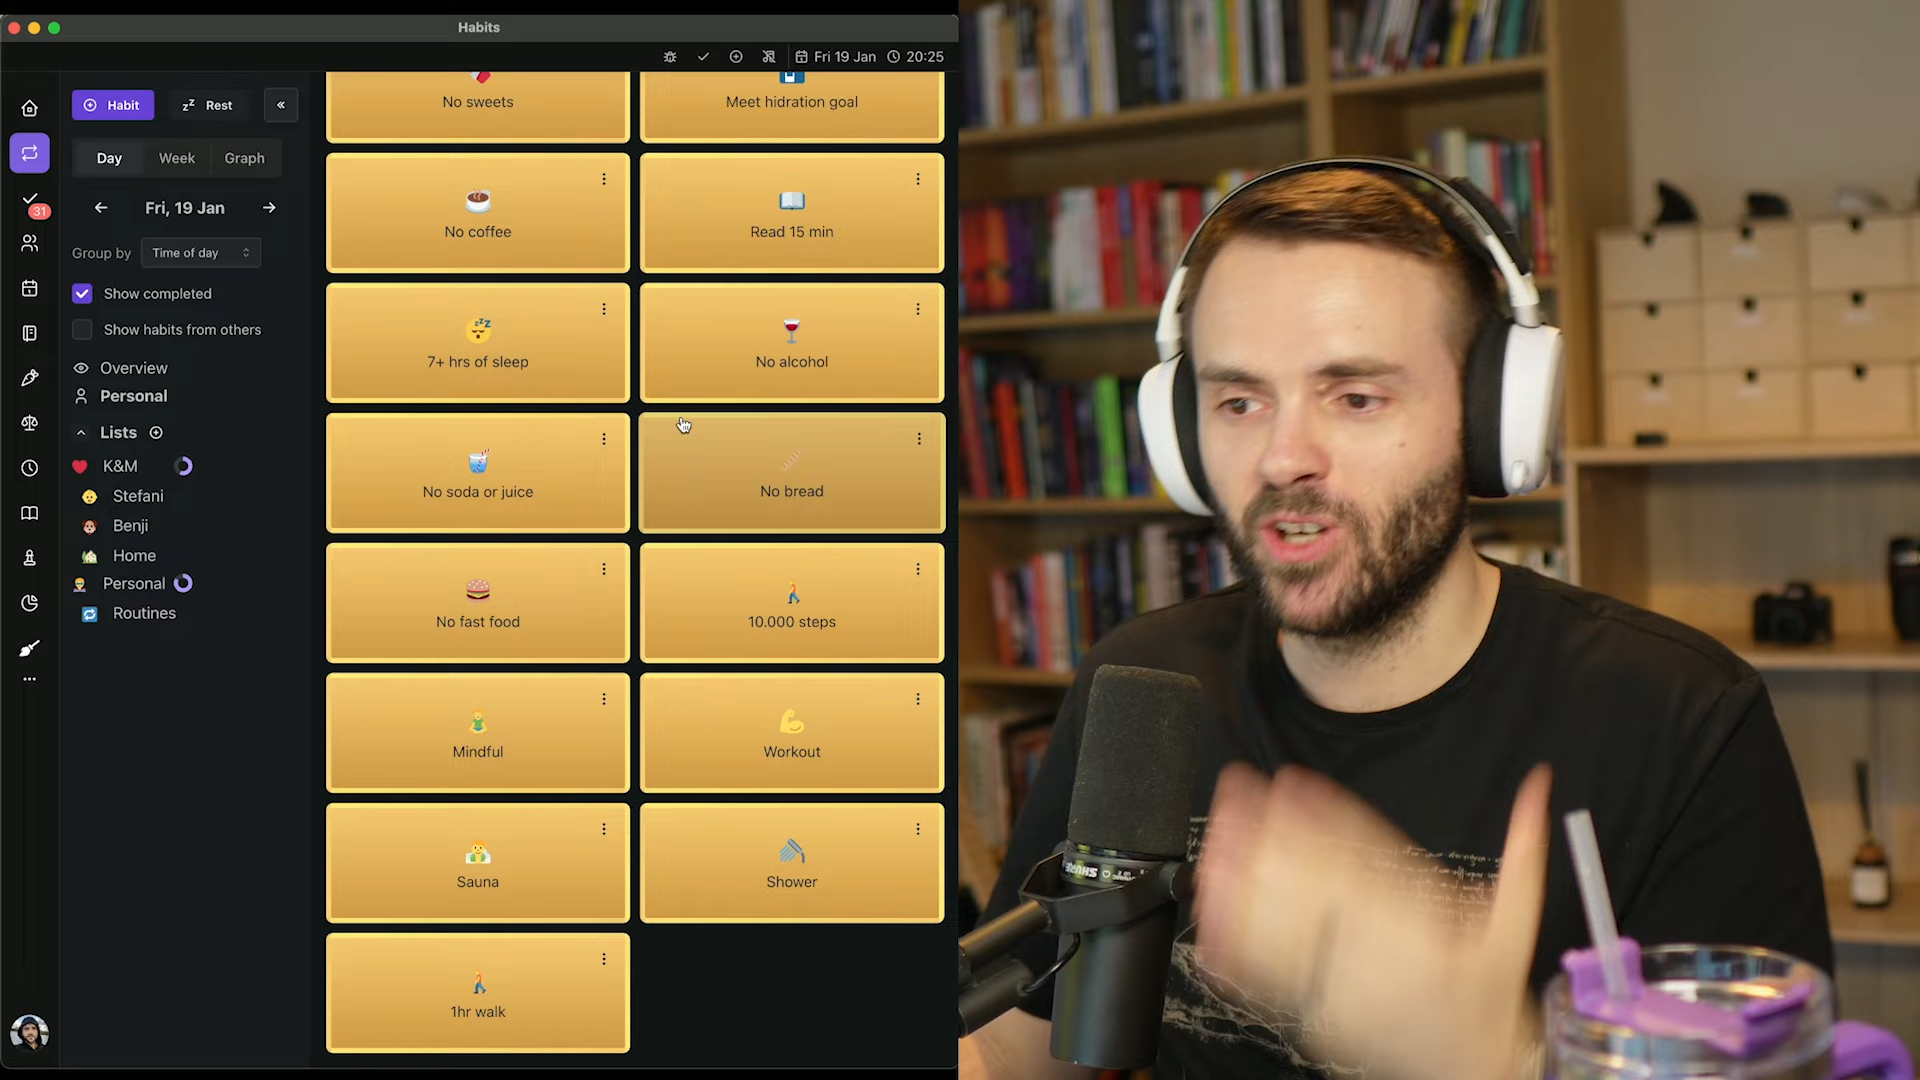 Habits
Fri 19 Jan 20:25
Habit Rest
Day Week Graph
Fri, 19 Jan
31
Group by Time of day
Show completed
Show habits from others
Overview
Personal
Lists
K&M
Stefani
Benji
Home
Personal
Routines
No sweets
Meet hidration goal
No coffee
Read 15 min
7+ hrs of sleep
No alcohol
No soda or juice
No bread
No fast food
10.000 steps
Mindful
Workout
Sauna
Shower
1hr walk
SHURE